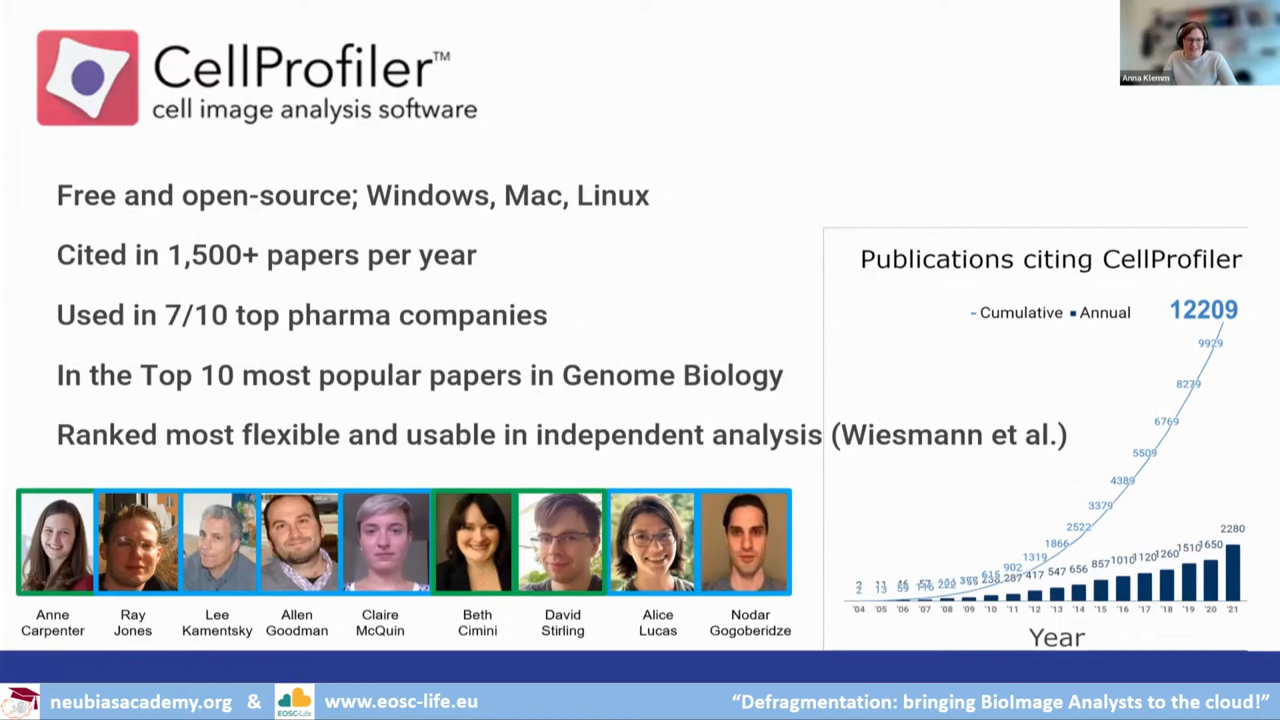 CellProfiler™
cell image analysis software
Anna Klemm
Free and open-source; Windows, Mac, Linux
Cited in 1,500+ papers per year
Used in 7/10 top pharma companies
In the Top 10 most popular papers in Genome Biology
Ranked most flexible and usable in independent analysis (Wiesmann et al.)
Publications citing CellProfiler
Cumulative Annual
12209
9929
8279
6769
5509
4389
3379
2522
1866
1319
902
2280
2 13 59 287 417 547 656 857 1010 1120 1260 1510 1650
'04 '05 '06 '07 '08 '09 '10 '11 '12 '13 '14 '15 '16 '17 '18 '19 '20 '21
Year
Anne Carpenter
Ray Jones
Lee Kamentsky
Allen Goodman
Claire McQuin
Beth Cimini
David Stirling
Alice Lucas
Nodar Gogoberidze
neubiasacademy.org & EOSC-Life www.eosc-life.eu
“Defragmentation: bringing BioImage Analysts to the cloud!”